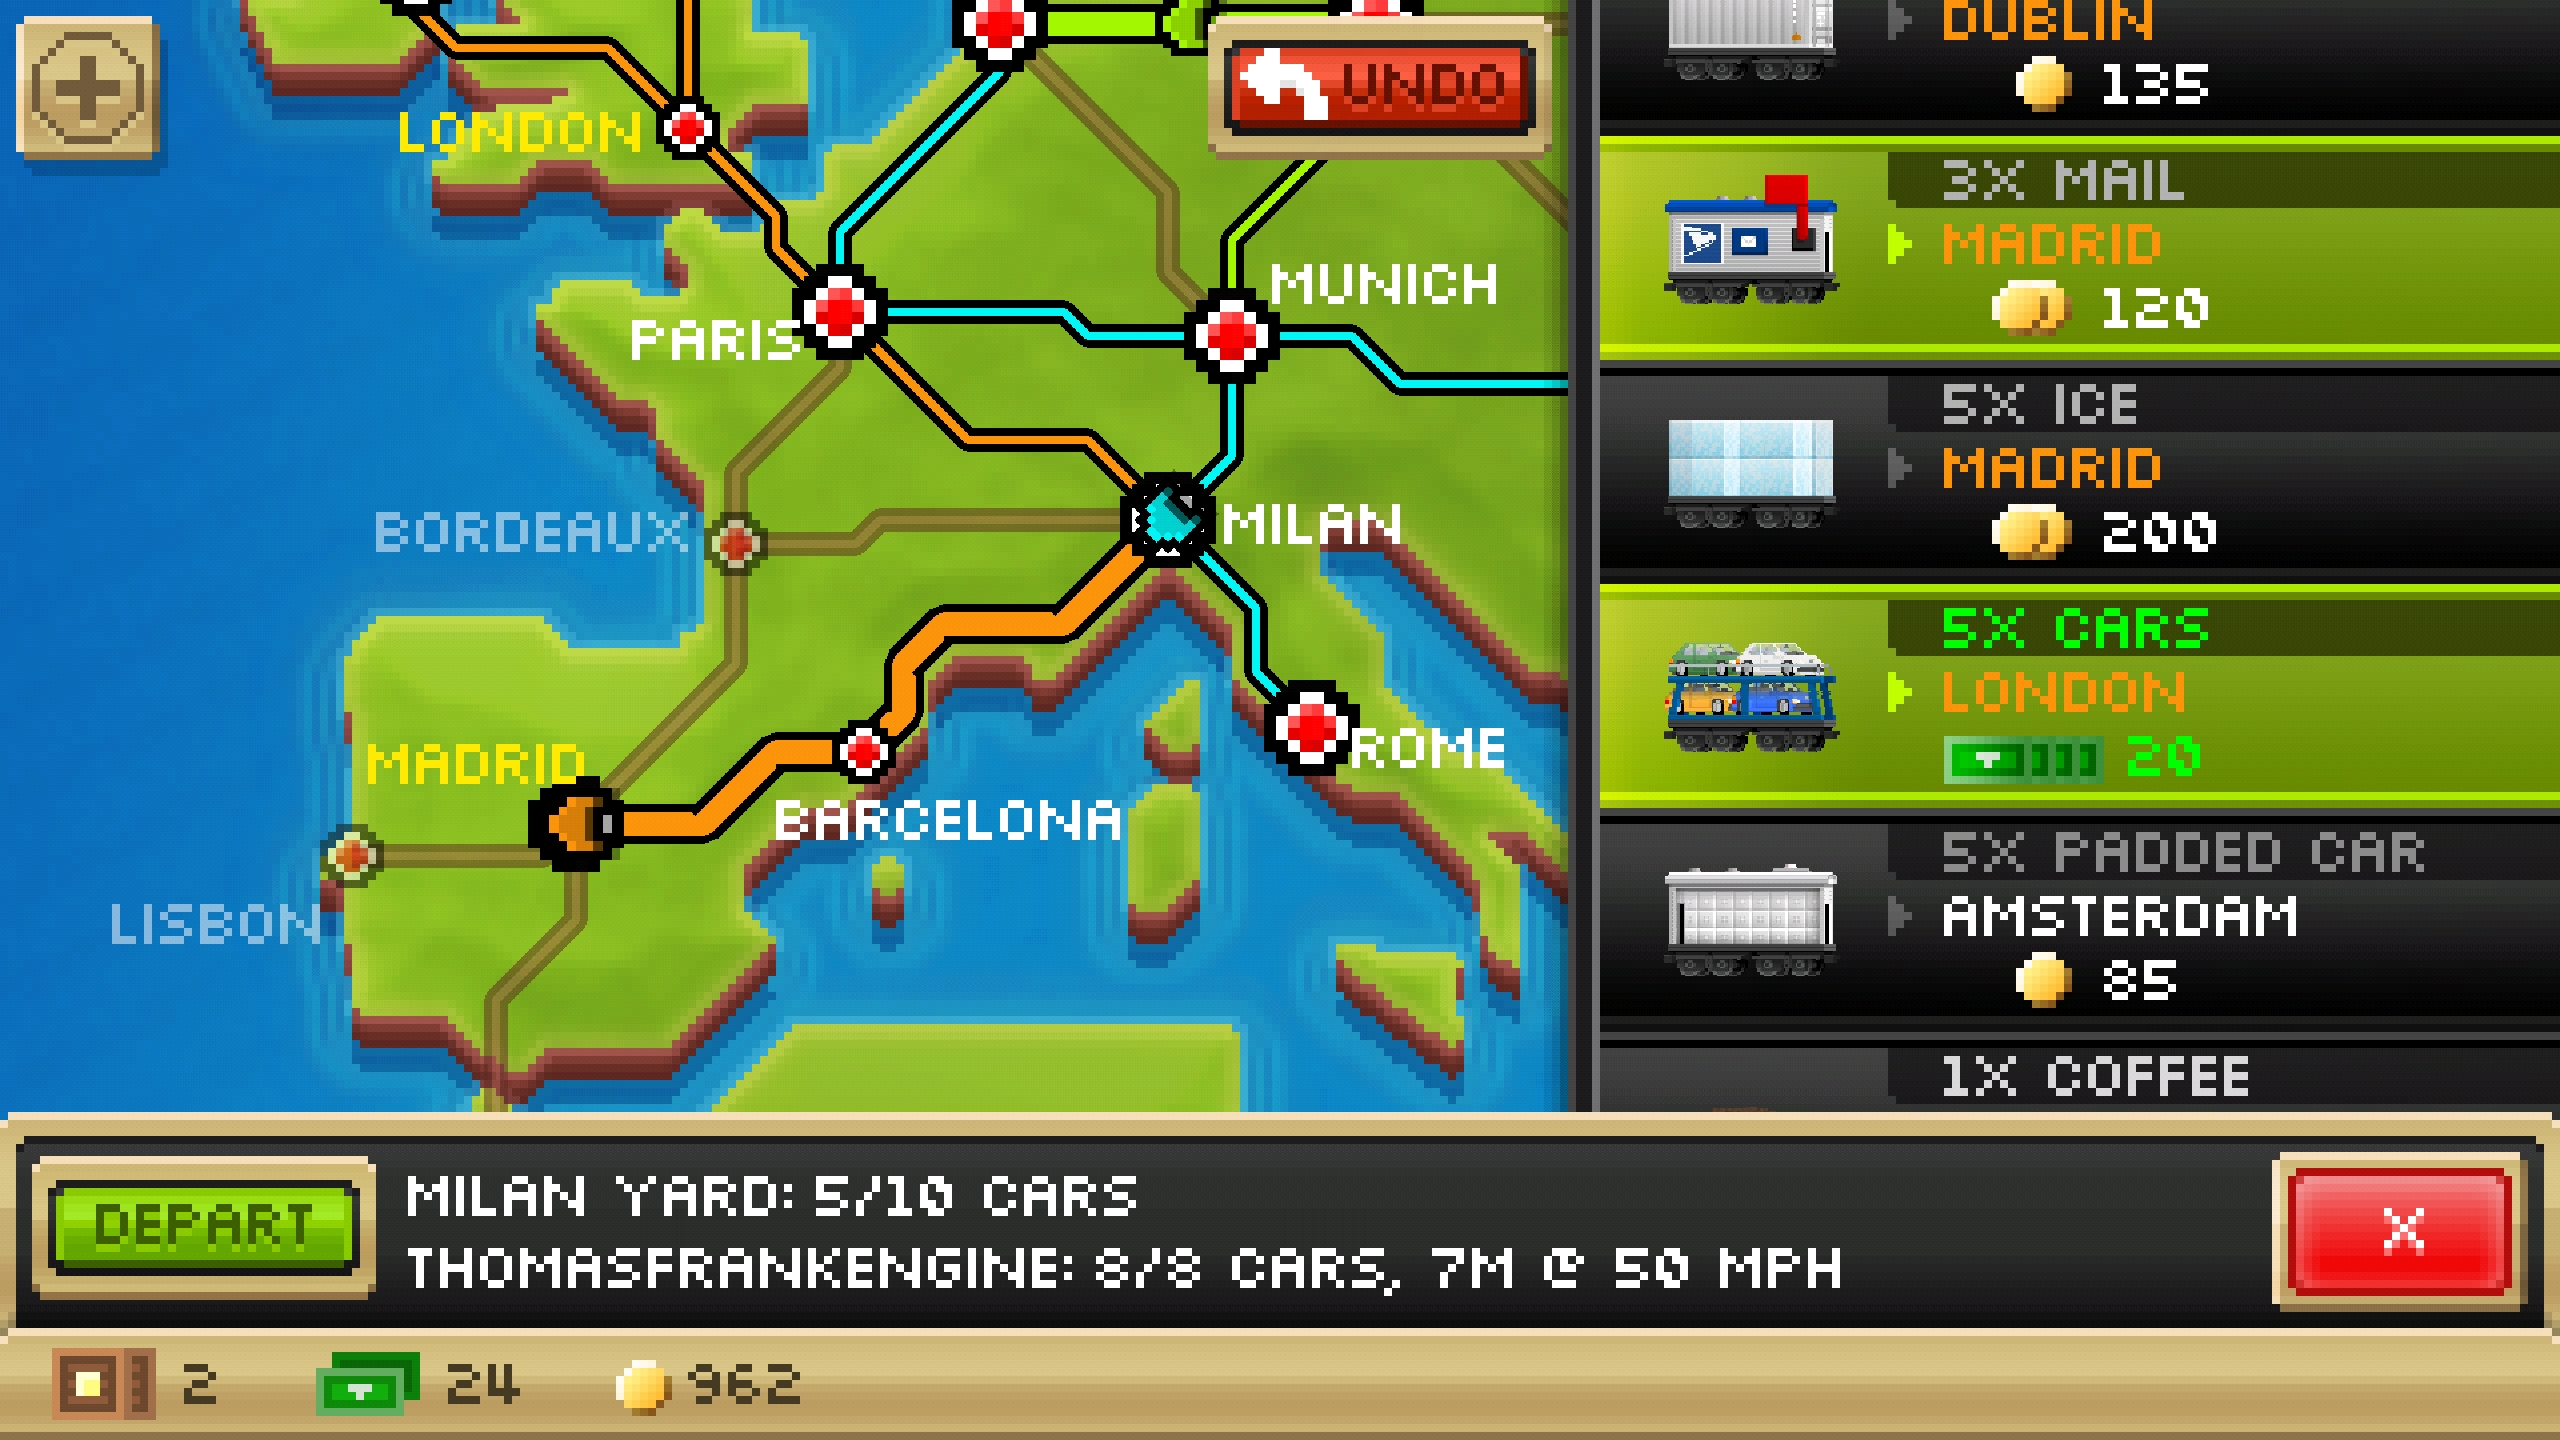 UNDO
LONDON
PARIS
MUNICH
BORDEAUX
MILAN
MADRID
ROME
BARCELONA
LISBON
DUBLIN
135
3X MAIL
MADRID
120
5X ICE
MADRID
200
5X CARS
LONDON
20
5X PADDED CAR
AMSTERDAM
85
1X COFFEE
DEPART
MILAN YARD: 5/10 CARS
THOMASFRANKENGINE: 8/8 CARS, 7M @ 50 MPH
X
2 24 962